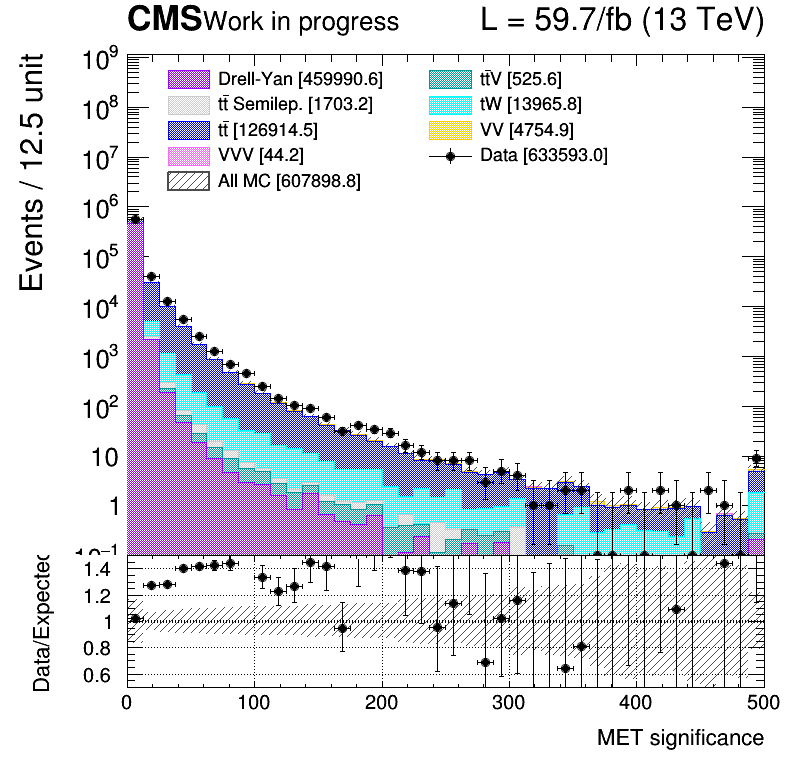 CMS Work in progress L = 59.7/fb (13 TeV)
Events / 12.5 unit
10⁹
10⁸
10⁷
10⁶
10⁵
10⁴
10³
10²
10
1
10⁻¹
Drell-Yan [459990.6]
tt̄ Semilep. [1703.2]
tt̄ [126914.5]
VVV [44.2]
All MC [607898.8]
tt̄V [525.6]
tW [13965.8]
VV [4754.9]
Data [633593.0]
Data/Expected
1.4
1.2
1
0.8
0.6
0 100 200 300 400 500
MET significance